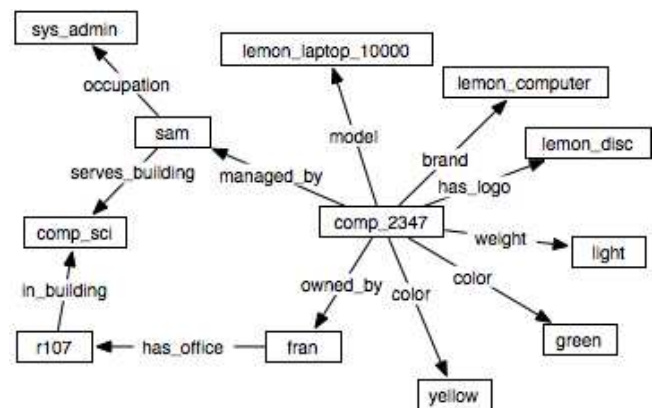 sys_admin
lemon_laptop_10000
lemon_computer
occupation
sam
model
lemon_disc
brand
has_logo
serves_building
managed_by
comp_sci
comp_2347
weight
light
color
in_building
owned_by
color
green
r107
has_office
fran
yellow